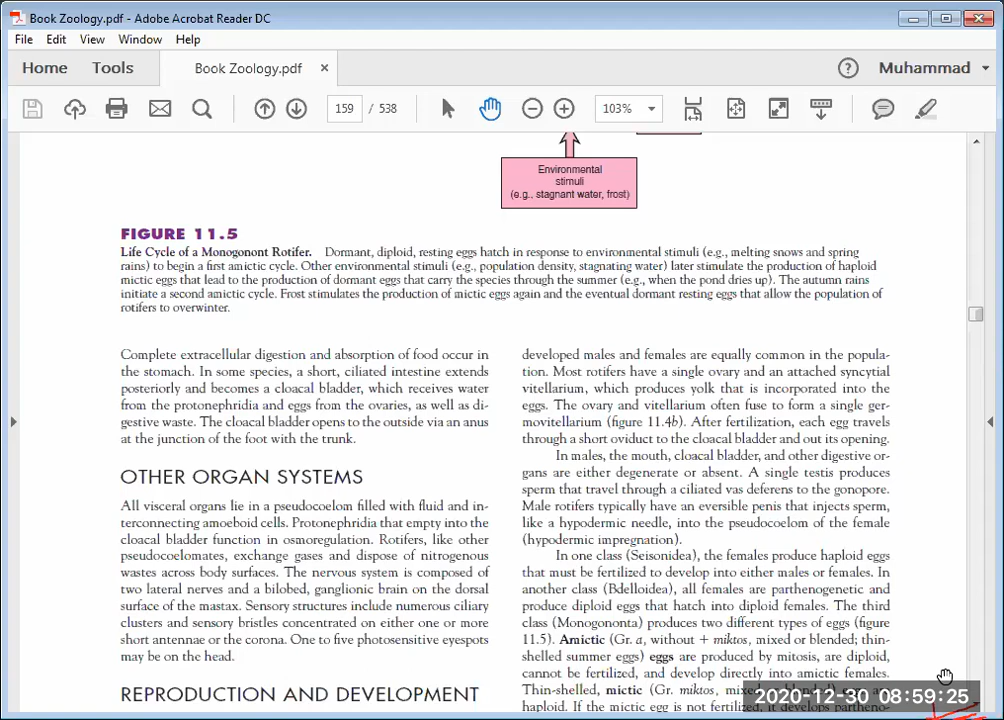 Book Zoology.pdf - Adobe Acrobat Reader DC
File Edit View Window Help
Home Tools Book Zoology.pdf × Muhammad
159 / 538 103%
Environmental
stimuli
(e.g., stagnant water, frost)
FIGURE 11.5
Life Cycle of a Monogonont Rotifer. Dormant, diploid, resting eggs hatch in response to environmental stimuli (e.g., melting snows and spring
rains) to begin a first amictic cycle. Other environmental stimuli (e.g., population density, stagnating water) later stimulate the production of haploid
mictic eggs that lead to the production of dormant eggs that carry the species through the summer (e.g., when the pond dries up). The autumn rains
initiate a second amictic cycle. Frost stimulates the production of mictic eggs again and the eventual dormant resting eggs that allow the population of
rotifers to overwinter.
Complete extracellular digestion and absorption of food occur in
the stomach. In some species, a short, ciliated intestine extends
posteriorly and becomes a cloacal bladder, which receives water
from the protonephridia and eggs from the ovaries, as well as di-
gestive waste. The cloacal bladder opens to the outside via an anus
at the junction of the foot with the trunk.
OTHER ORGAN SYSTEMS
All visceral organs lie in a pseudocoelom filled with fluid and in-
terconnecting amoeboid cells. Protonephridia that empty into the
cloacal bladder function in osmoregulation. Rotifers, like other
pseudocoelomates, exchange gases and dispose of nitrogenous
wastes across body surfaces. The nervous system is composed of
two lateral nerves and a bilobed, ganglionic brain on the dorsal
surface of the mastax. Sensory structures include numerous ciliary
clusters and sensory bristles concentrated on either one or more
short antennae or the corona. One to five photosensitive eyespots
may be on the head.
REPRODUCTION AND DEVELOPMENT
developed males and females are equally common in the popula-
tion. Most rotifers have a single ovary and an attached syncytial
vitellarium, which produces yolk that is incorporated into the
eggs. The ovary and vitellarium often fuse to form a single ger-
movitellarium (figure 11.4b). After fertilization, each egg travels
through a short oviduct to the cloacal bladder and out its opening.
In males, the mouth, cloacal bladder, and other digestive or-
gans are either degenerate or absent. A single testis produces
sperm that travel through a ciliated vas deferens to the gonopore.
Male rotifers typically have an eversible penis that injects sperm,
like a hypodermic needle, into the pseudocoelom of the female
(hypodermic impregnation).
In one class (Seisonidea), the females produce haploid eggs
that must be fertilized to develop into either males or females. In
another class (Bdelloidea), all females are parthenogenetic and
produce diploid eggs that hatch into diploid females. The third
class (Monogononta) produces two different types of eggs (figure
11.5). Amictic (Gr. a, without + miktos, mixed or blended; thin-
shelled summer eggs) eggs are produced by mitosis, are diploid,
cannot be fertilized, and develop directly into amictic females.
Thin-shelled, mictic (Gr. miktos,
haploid. If the mictic egg is not fertilized, it develops
2020-12-30 08:59:25